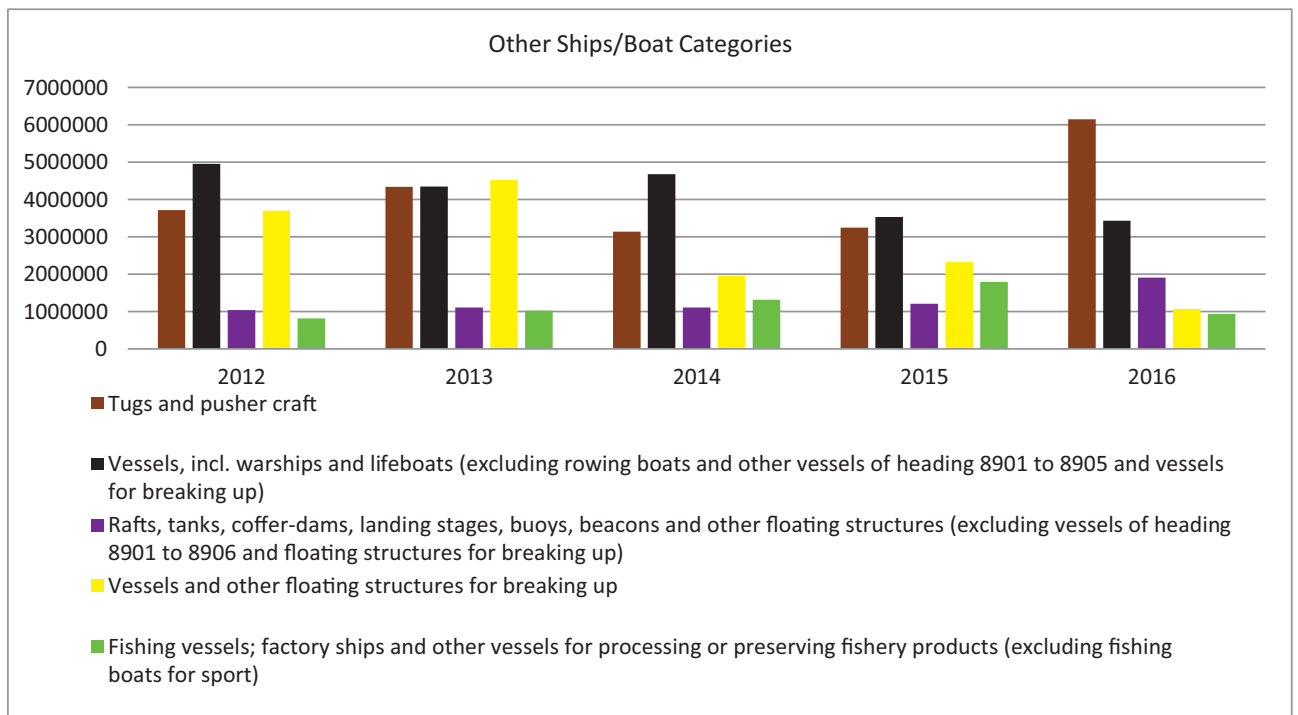 Other Ships/Boat Categories
7000000
6000000
5000000
4000000
3000000
2000000
1000000
0
2012 2013 2014 2015 2016
Tugs and pusher craft
Vessels, incl. warships and lifeboats (excluding rowing boats and other vessels of heading 8901 to 8905 and vessels
for breaking up)
Rafts, tanks, coffer-dams, landing stages, buoys, beacons and other floating structures (excluding vessels of heading
8901 to 8906 and floating structures for breaking up)
Vessels and other floating structures for breaking up
Fishing vessels; factory ships and other vessels for processing or preserving fishery products (excluding fishing
boats for sport)